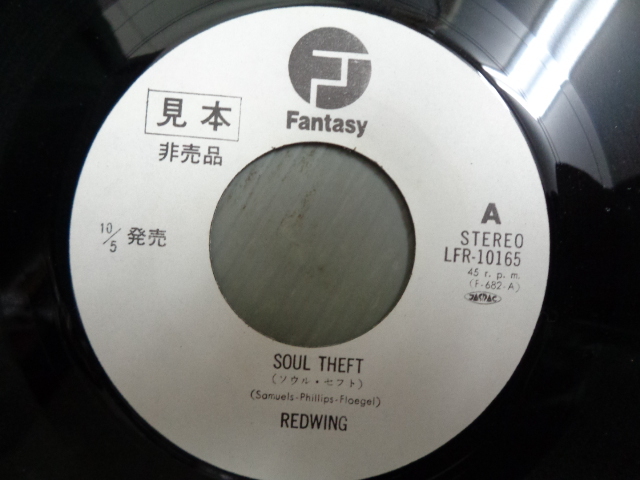 Fantasy
見本
非売品
10/5 発売
A
STEREO
LFR-10165
45 r. p. m.
(F-682-A)
SOUL THEFT
(ソウル・セフト)
(Samuels-Phillips-Flaegel)
REDWING